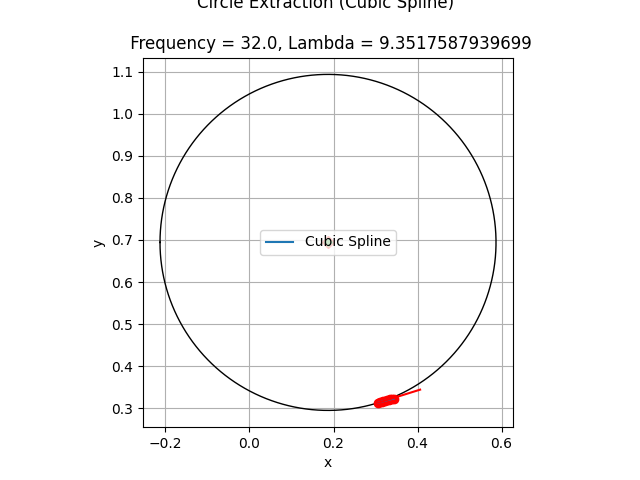 Circle Extraction (Cubic Spline)
Frequency = 32.0, Lambda = 9.3517587939699
1.1
1.0
0.9
0.8
0.7
0.6
0.5
0.4
0.3
y
Cubic Spline
−0.2
0.0
0.2
0.4
0.6
x